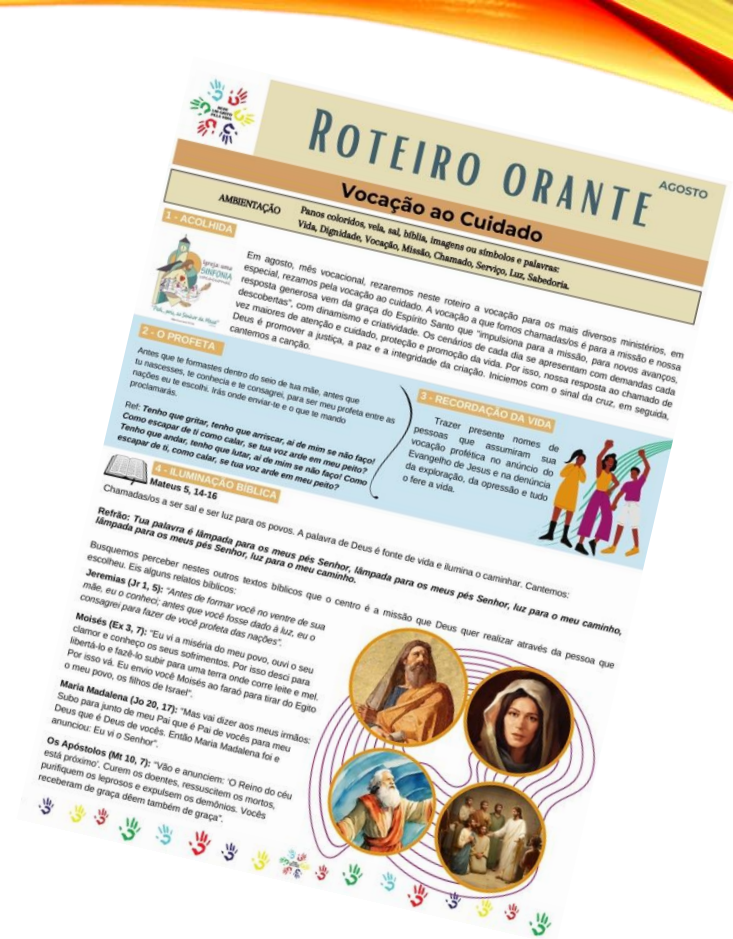 REDE
UM GRITO
PELA VIDA
ROTEIRO ORANTE
AGOSTO
Vocação ao Cuidado
AMBIENTAÇÃO
Panos coloridos, vela, sal, bíblia, imagens ou símbolos e palavras:
Vida, Dignidade, Vocação, Missão, Chamado, Serviço, Luz, Sabedoria.
1 - ACOLHIDA
Igreja uma
SINFONIA
Em agosto, mês vocacional, rezaremos neste roteiro a vocação para os mais diversos ministérios, em
especial, rezamos pela vocação ao cuidado. A vocação a que fomos chamadas/os é para a missão e nossa
resposta generosa vem da graça do Espírito Santo que "impulsiona para a missão, para novos avanços,
descobertas", com dinamismo e criatividade. Os cenários de cada dia se apresentam com demandas cada
vez maiores de atenção e cuidado, proteção e promoção da vida. Por isso, nossa resposta ao chamado de
Deus é promover a justiça, a paz e a integridade da criação. Iniciemos com o sinal da cruz, em seguida,
cantemos a canção.
2 - O PROFETA
Antes que te formastes dentro do seio de tua mãe, antes que
tu nascesses, te conhecia e te consagrei, para ser meu profeta entre as
nações eu te escolhi. Irás onde enviar-te e o que te mando
proclamarás.
Ref: Tenho que gritar, tenho que arriscar, ai de mim se não faço!
Como escapar de ti como calar, se tua voz arde em meu peito?
Tenho que andar, tenho que lutar, ai de mim se não faço! Como
escapar de ti, como calar, se tua voz arde em meu peito?
3 - RECORDAÇÃO DA VIDA
Trazer presente nomes de
pessoas que assumiram sua
vocação profética no anúncio do
Evangelho de Jesus e na denúncia
da exploração, da opressão e tudo
o fere a vida.
4 - ILUMINAÇÃO BÍBLICA
Mateus 5, 14-16
Chamadas/os a ser sal e ser luz para os povos. A palavra de Deus é fonte de vida e ilumina o caminhar. Cantemos:
Refrão: Tua palavra é lâmpada para os meus pés Senhor, lâmpada para os meus pés Senhor, luz para o meu caminho,
lâmpada para os meus pés Senhor, luz para o meu caminho.
Busquemos perceber nestes outros textos bíblicos que o centro é a missão que Deus quer realizar através da pessoa que
escolheu. Eis alguns relatos bíblicos:
Jeremias (Jr 1, 5): "Antes de formar você no ventre de sua
mãe, eu o conheci; antes que você fosse dado à luz, eu o
consagrei para fazer de você profeta das nações".
Moisés (Ex 3, 7): "Eu vi a miséria do meu povo, ouvi o seu
clamor e conheço os seus sofrimentos. Por isso desci para
libertá-lo e fazê-lo subir para uma terra onde corre leite e mel.
Por isso vá. Eu envio você Moisés ao faraó para tirar do Egito
o meu povo, os filhos de Israel".
Maria Madalena (Jo 20, 17): "Mas vai dizer aos meus irmãos:
Subo para junto de meu Pai que é Pai de vocês para meu
Deus que é Deus de vocês. Então Maria Madalena foi e
anunciou: Eu vi o Senhor".
Os Apóstolos (Mt 10, 7): "Vão e anunciem: 'O Reino do céu
está próximo'. Curem os doentes, ressuscitem os mortos,
purifiquem os leprosos e expulsem os demônios. Vocês
receberam de graça dêem também de graça".